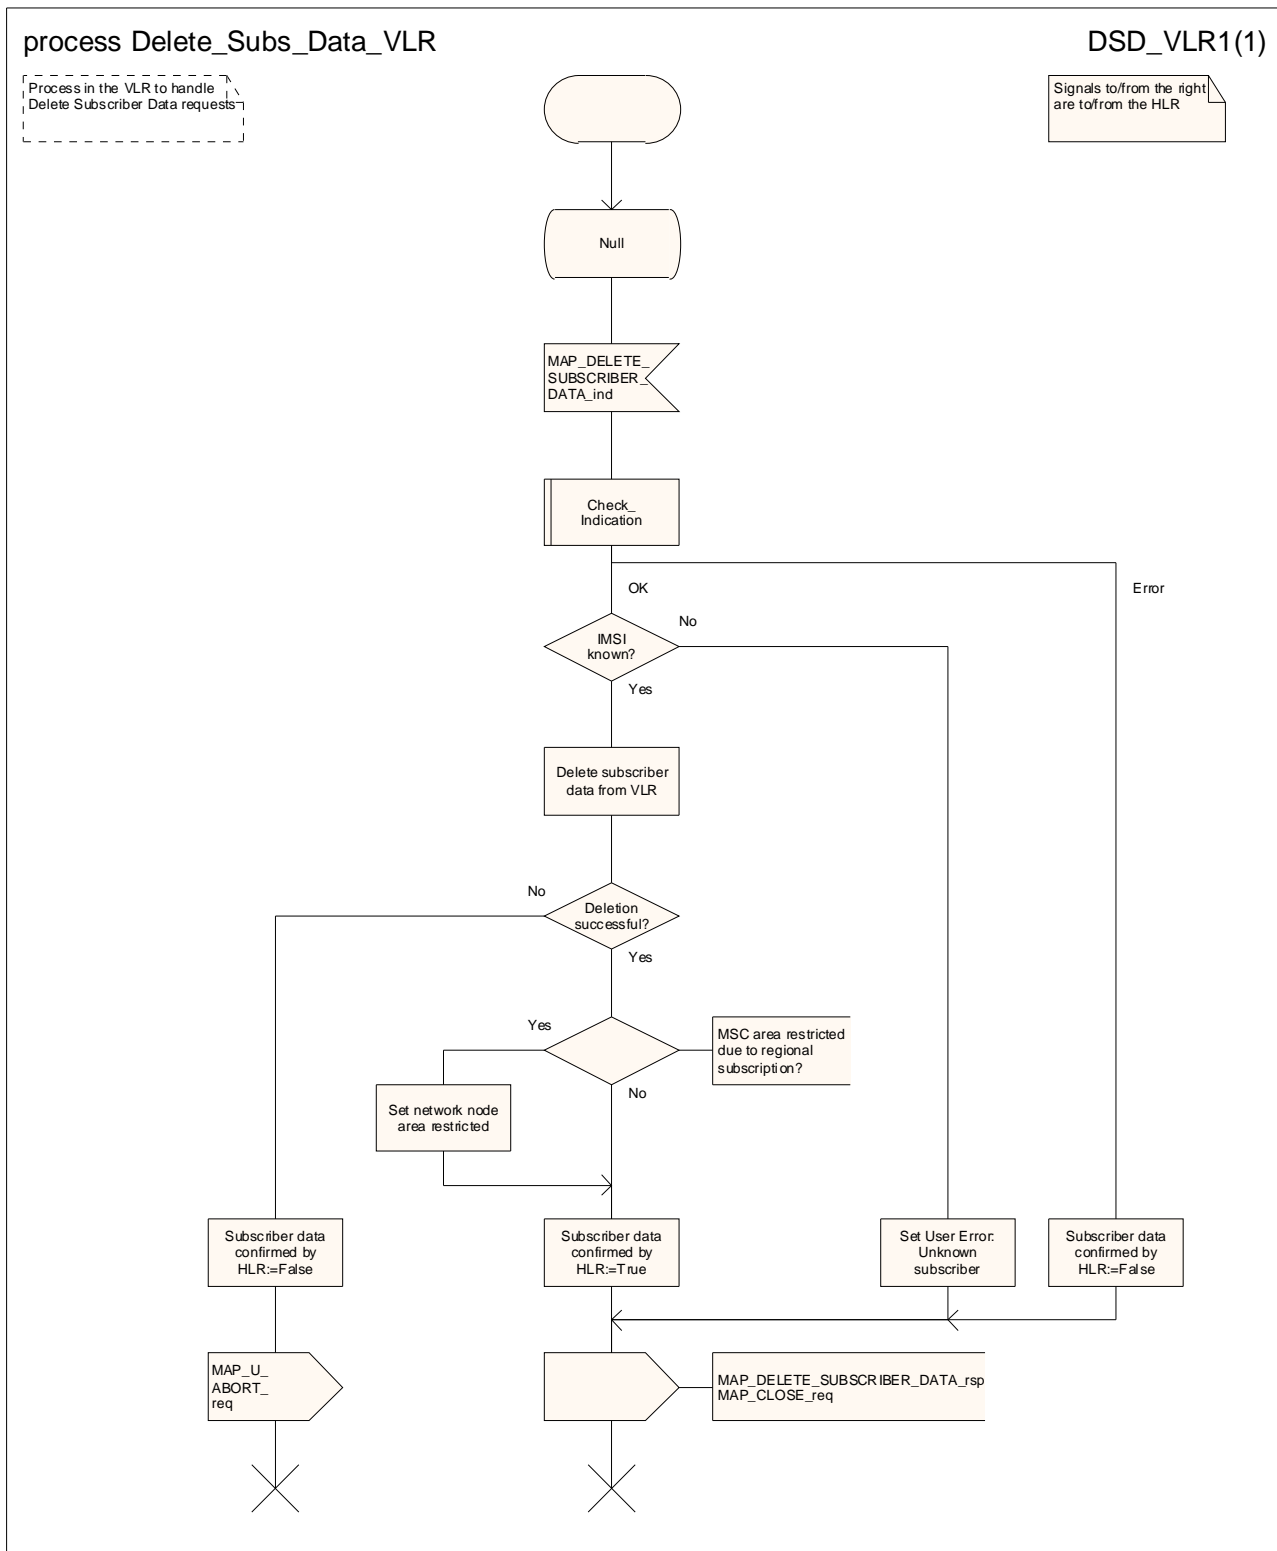 process Delete_Subs_Data_VLR
DSD_VLR1(1)
Process in the VLR to handle
Delete Subscriber Data requests
Signals to/from the right
are to/from the HLR
Null
MAP_DELETE_
SUBSCRIBER_
DATA_ind
Check_
Indication
OK
Error
IMSI
known?
No
Yes
Delete subscriber
data from VLR
No
Deletion
successful?
Yes
Yes
MSC area restricted
due to regional
subscription?
No
Set network node
area restricted
Subscriber data
confirmed by
HLR:=False
Subscriber data
confirmed by
HLR:=True
Set User Error:
Unknown
subscriber
Subscriber data
confirmed by
HLR:=False
MAP_U_
ABORT_
req
MAP_DELETE_SUBSCRIBER_DATA_rsp
MAP_CLOSE_req